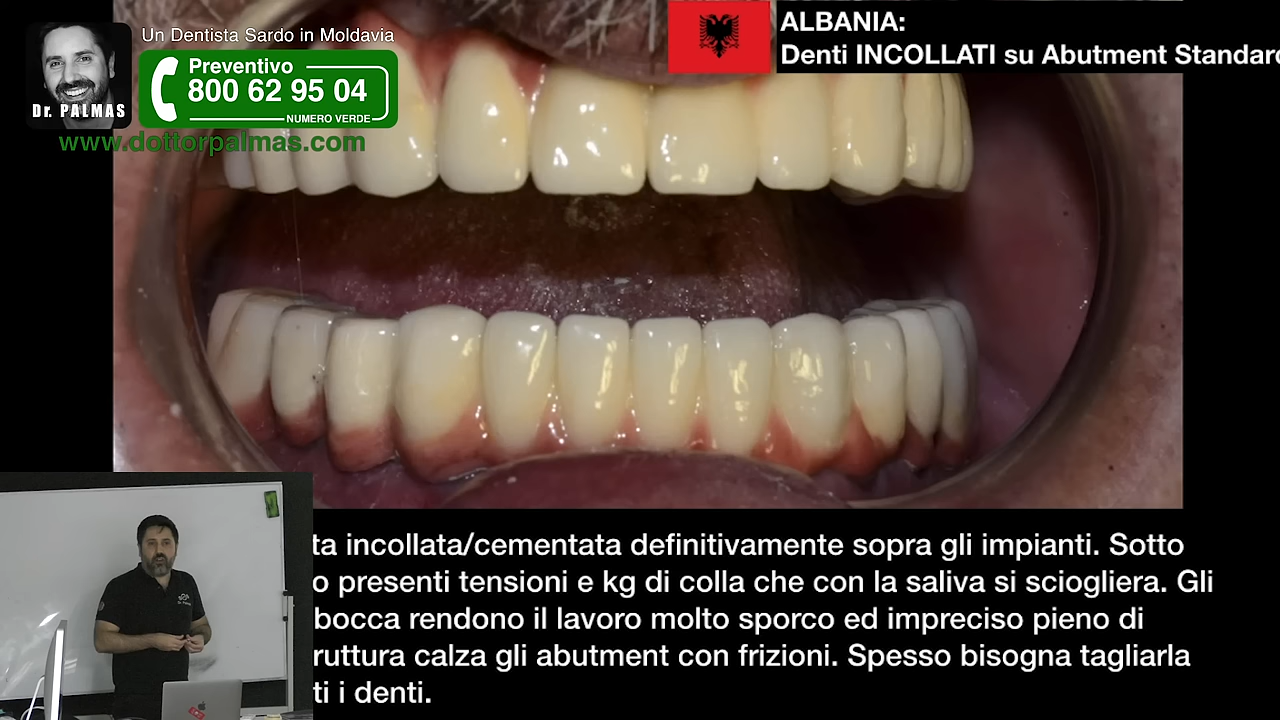 Un Dentista Sardo in Moldavia
Preventivo
800 62 95 04
NUMERO VERDE
Dr. PALMAS
www.dottorpalmas.com
ALBANIA:
Denti INCOLLATI su Abutment Standard
ta incollata/cementata definitivamente sopra gli impianti. Sotto
o presenti tensioni e kg di colla che con la saliva si sciogliera. Gli
bocca rendono il lavoro molto sporco ed impreciso pieno di
ruttura calza gli abutment con frizioni. Spesso bisogna tagliarla
ti i denti.